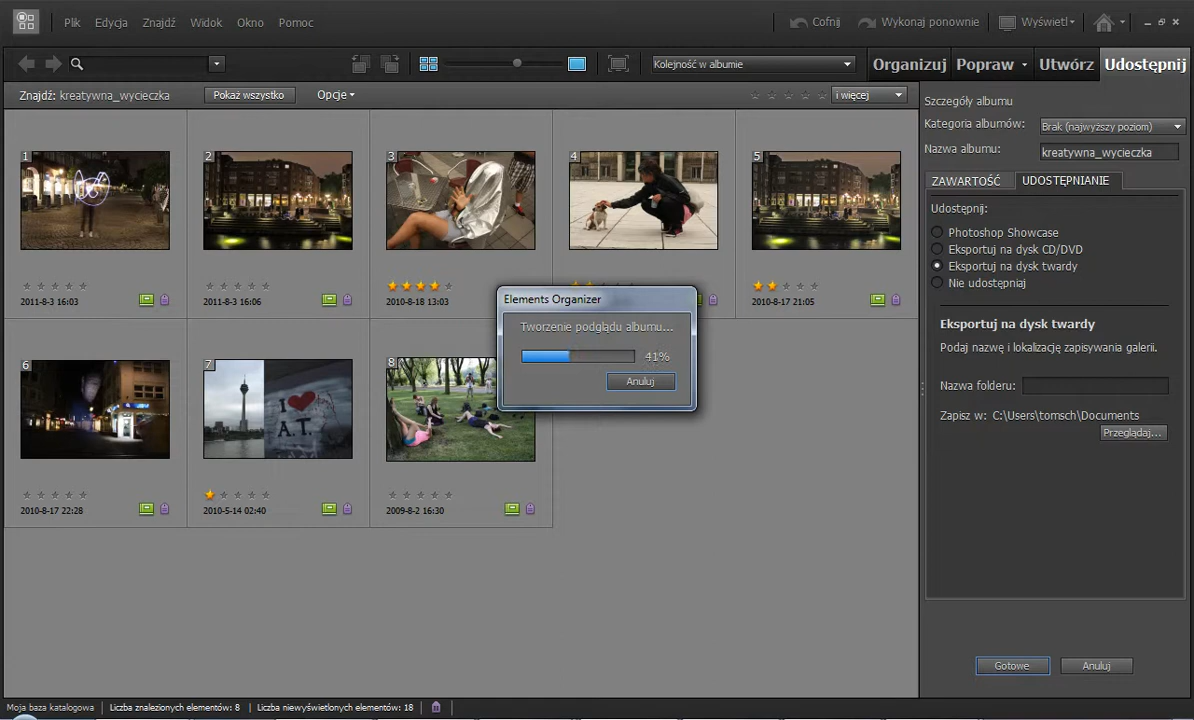 Plik Edycja Znajdź Widok Okno Pomoc Cofnij Wykonaj ponownie Wyświetl
Kolejność w albumie Organizuj Popraw Utwórz Udostępnij
Znajdź: kreatywna_wycieczka Pokaż wszystko Opcje i więcej
Szczegóły albumu
Kategoria albumów: Brak (najwyższy poziom)
Nazwa albumu: kreatywna_wycieczka
ZAWARTOŚĆ UDOSTĘPNIANIE
Udostępnij:
Photoshop Showcase
Eksportuj na dysk CD/DVD
Eksportuj na dysk twardy
Nie udostępniaj
Eksportuj na dysk twardy
Podaj nazwę i lokalizację zapisywania galerii.
Nazwa folderu:
Zapisz w: C:\Users\tomsch\Documents
Przeglądaj...
Gotowe Anuluj
1 2 3 4 5
2011-8-3 16:03 2011-8-3 16:06 2010-8-18 13:03 2010-8-17 21:05
Elements Organizer
Tworzenie podglądu albumu...
41%
Anuluj
6 7 8
I
A.T.
2010-8-17 22:28 2010-5-14 02:40 2009-8-2 16:30
Moja baza katalogowa Liczba znalezionych elementów: 8 Liczba niewyświetlonych elementów: 18